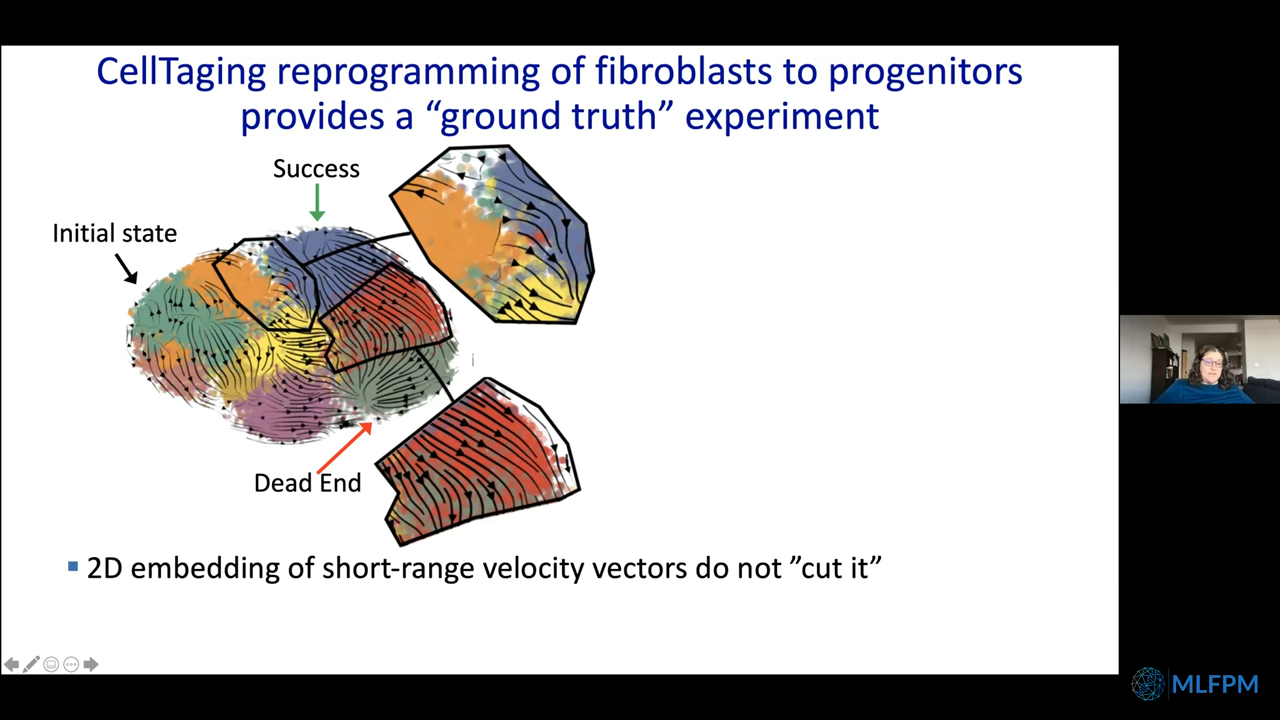 CellTaging reprogramming of fibroblasts to progenitors
provides a “ground truth” experiment
Success
Initial state
Dead End
2D embedding of short-range velocity vectors do not ”cut it”
MLFPM